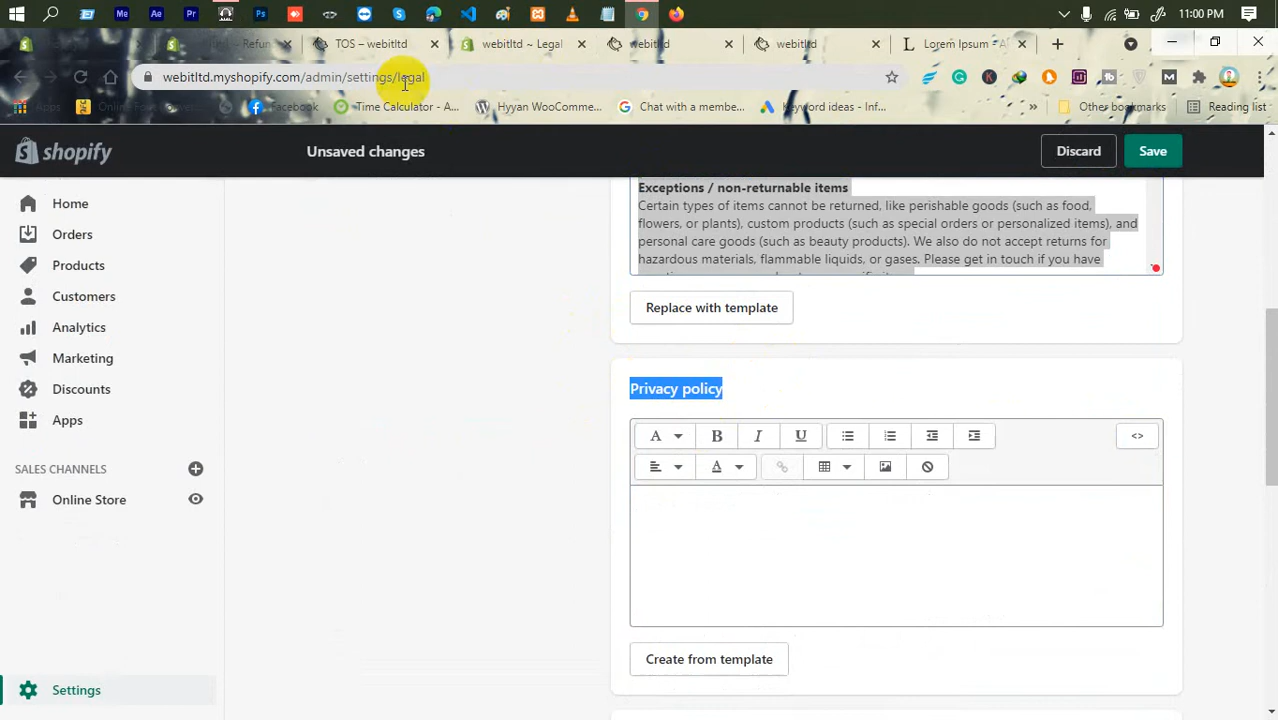 11:00 PM
Refun
TOS – webitltd
webitltd ~ Legal
webitltd
webitltd
Lorem Ipsum - A
webitltd.myshopify.com/admin/settings/legal
Apps
Facebook
Time Calculator - A...
Hyyan WooComme...
Chat with a membe...
Keyword ideas - Inf...
Other bookmarks
Reading list
shopify
Unsaved changes
Discard
Save
Home
Orders
Products
Customers
Analytics
Marketing
Discounts
Apps
SALES CHANNELS
Online Store
Settings
Exceptions / non-returnable items
Certain types of items cannot be returned, like perishable goods (such as food,
flowers, or plants), custom products (such as special orders or personalized items), and
personal care goods (such as beauty products). We also do not accept returns for
hazardous materials, flammable liquids, or gases. Please get in touch if you have
Replace with template
Privacy policy
A B I U <>
A
Create from template